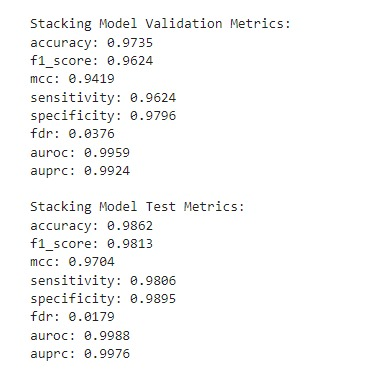 Stacking Model Validation Metrics:
accuracy: 0.9735
f1_score: 0.9624
mcc: 0.9419
sensitivity: 0.9624
specificity: 0.9796
fdr: 0.0376
auroc: 0.9959
auprc: 0.9924
Stacking Model Test Metrics:
accuracy: 0.9862
f1_score: 0.9813
mcc: 0.9704
sensitivity: 0.9806
specificity: 0.9895
fdr: 0.0179
auroc: 0.9988
auprc: 0.9976